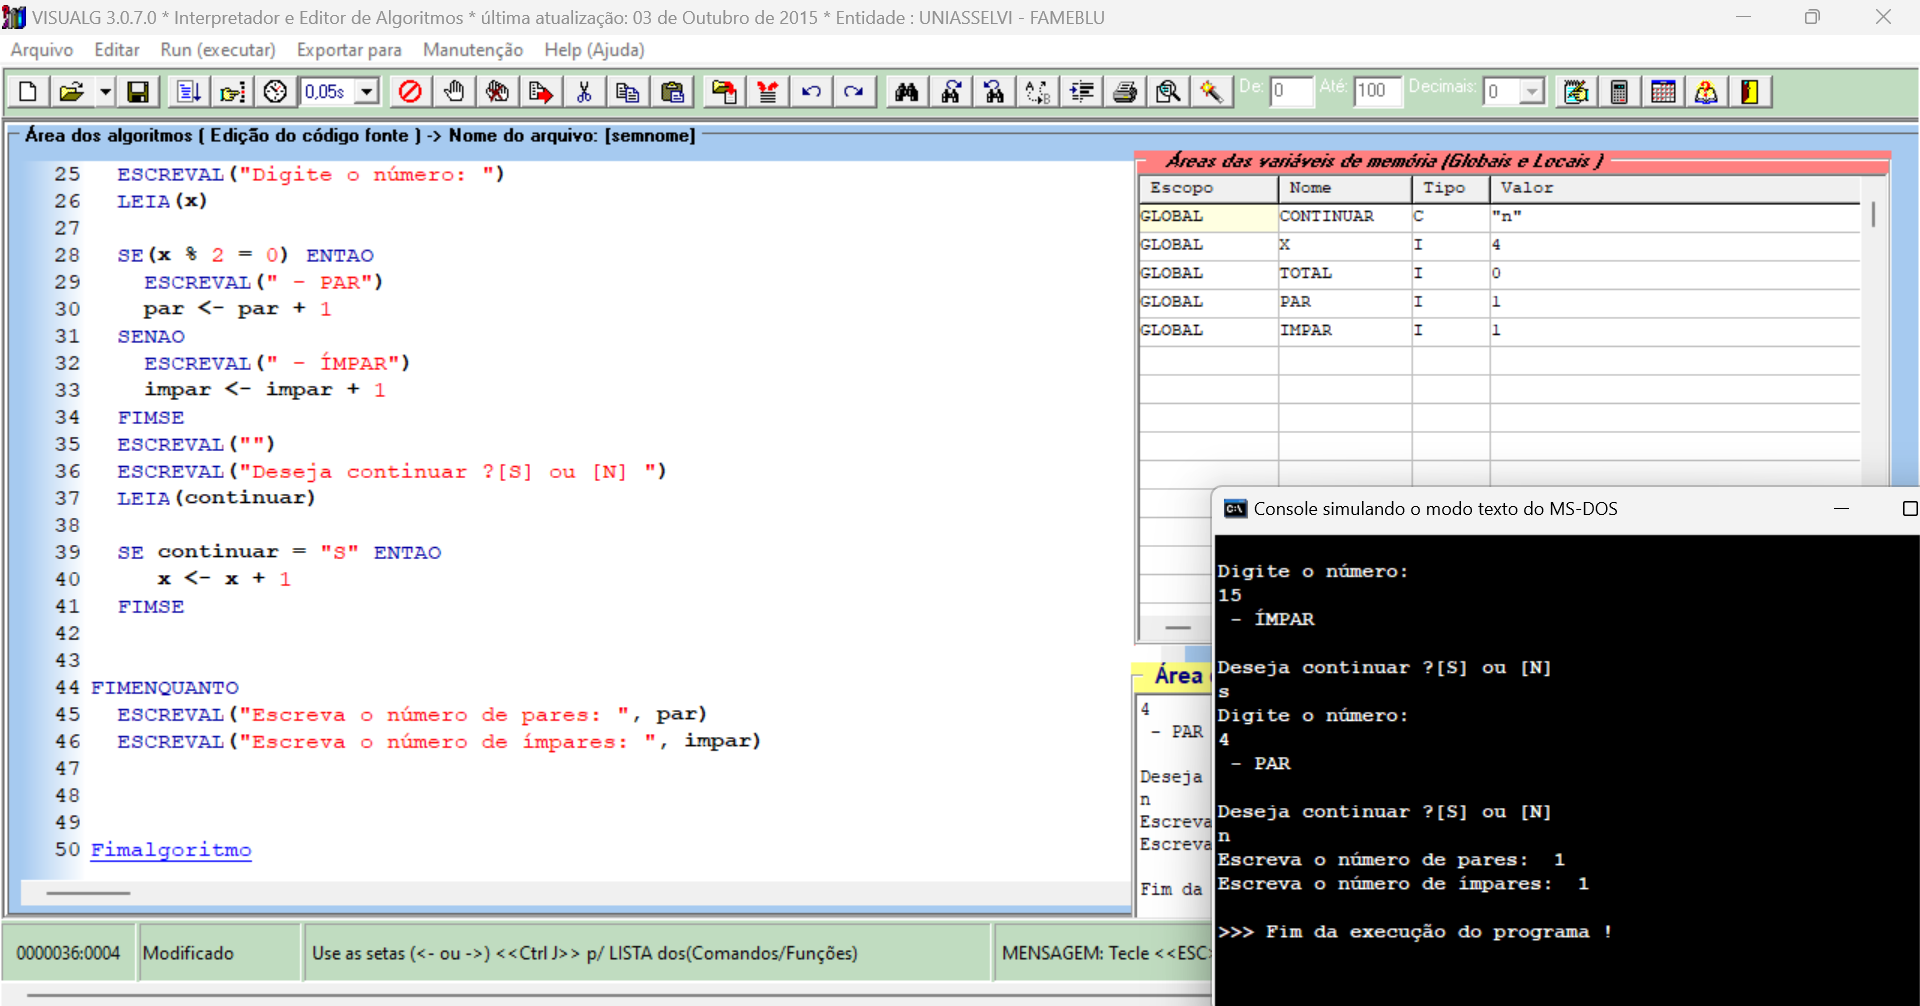 VISUALG 3.0.7.0 * Interpretador e Editor de Algoritmos * última atualização: 03 de Outubro de 2015 * Entidade : UNIASSELVI - FAMEBLU
Arquivo Editar Run (executar) Exportar para Manutenção Help (Ajuda)
0,05s De: 0 Até: 100 Decimais: 0
Área dos algoritmos ( Edição do código fonte ) -> Nome do arquivo: [semnome]
25 ESCREVAL("Digite o número: ")
26 LEIA(x)
27
28 SE(x % 2 = 0) ENTAO
29 ESCREVAL(" - PAR")
30 par <- par + 1
31 SENAO
32 ESCREVAL(" - ÍMPAR")
33 impar <- impar + 1
34 FIMSE
35 ESCREVAL("")
36 ESCREVAL("Deseja continuar ?[S] ou [N] ")
37 LEIA(continuar)
38
39 SE continuar = "S" ENTAO
40 x <- x + 1
41 FIMSE
42
43
44 FIMENQUANTO
45 ESCREVAL("Escreva o número de pares: ", par)
46 ESCREVAL("Escreva o número de ímpares: ", impar)
47
48
49
50 Fimalgoritmo
Áreas das variáveis de memória (Globais e Locais )
Escopo Nome Tipo Valor
GLOBAL CONTINUAR C "n"
GLOBAL X I 4
GLOBAL TOTAL I 0
GLOBAL PAR I 1
GLOBAL IMPAR I 1
Área
4
- PAR
Deseja
n
Escreva
Escreva
Fim da
Console simulando o modo texto do MS-DOS
Digite o número:
15
- ÍMPAR
Deseja continuar ?[S] ou [N]
s
Digite o número:
4
- PAR
Deseja continuar ?[S] ou [N]
n
Escreva o número de pares: 1
Escreva o número de ímpares: 1
>>> Fim da execução do programa !
0000036:0004 Modificado Use as setas (<- ou ->) <<Ctrl J>> p/ LISTA dos(Comandos/Funções) MENSAGEM: Tecle <<ESC>